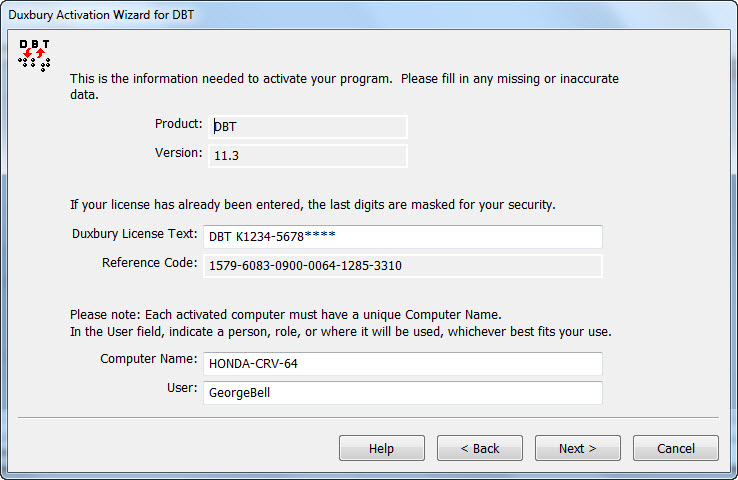 Duxbury Activation Wizard for DBT
DBT
This is the information needed to activate your program.  Please fill in any missing or inaccurate
data.
Product: DBT
Version: 11.3
If your license has already been entered, the last digits are masked for your security.
Duxbury License Text: DBT K1234-5678****
Reference Code: 1579-6083-0900-0064-1285-3310
Please note: Each activated computer must have a unique Computer Name.
In the User field, indicate a person, role, or where it will be used, whichever best fits your use.
Computer Name: HONDA-CRV-64
User: GeorgeBell
Help < Back Next > Cancel